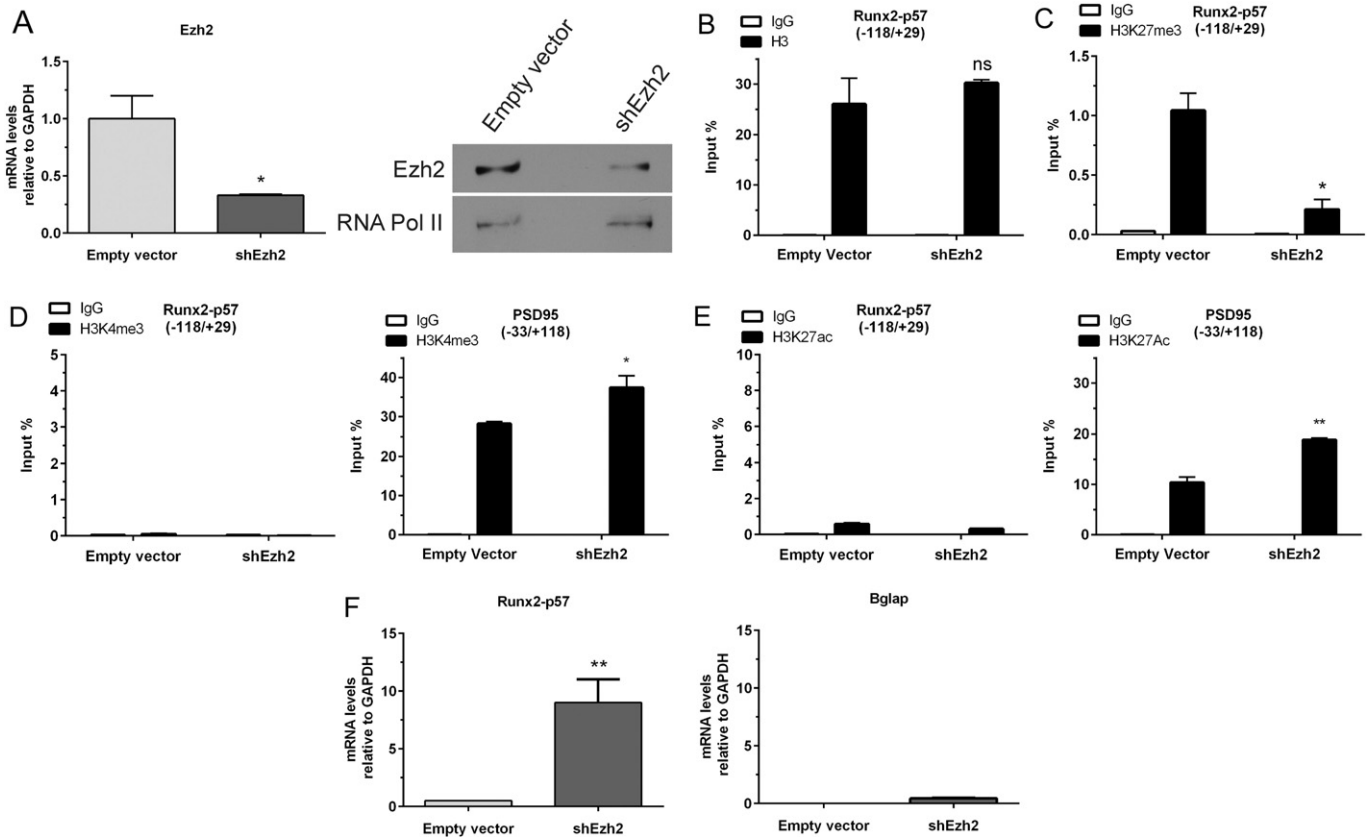 A
Ezh2
mRNA levels
relative to GAPDH
1.5
1.0
0.5
0.0
*
Empty vector
shEzh2
Empty vector
shEzh2
Ezh2
RNA Pol II
B
IgG
H3
Runx2-p57
(-118/+29)
Input %
30
20
10
0
ns
Empty Vector
shEzh2
C
IgG
H3K27me3
Runx2-p57
(-118/+29)
Input %
1.5
1.0
0.5
0.0
*
Empty Vector
shEzh2
D
IgG
H3K4me3
Runx2-p57
(-118/+29)
Input %
5
4
3
2
1
0
Empty vector
shEzh2
IgG
H3K4me3
PSD95
(-33/+118)
Input %
40
30
20
10
0
*
Empty Vector
shEzh2
E
IgG
H3K27ac
Runx2-p57
(-118/+29)
Input %
10
8
6
4
2
0
Empty Vector
shEzh2
IgG
H3K27Ac
PSD95
(-33/+118)
Input %
30
20
10
0
**
Empty Vector
shEzh2
F
Runx2-p57
mRNA levels
relative to GAPDH
15
10
5
0
**
Empty vector
shEzh2
Bglap
mRNA levels
relative to GAPDH
15
10
5
0
Empty vector
shEzh2